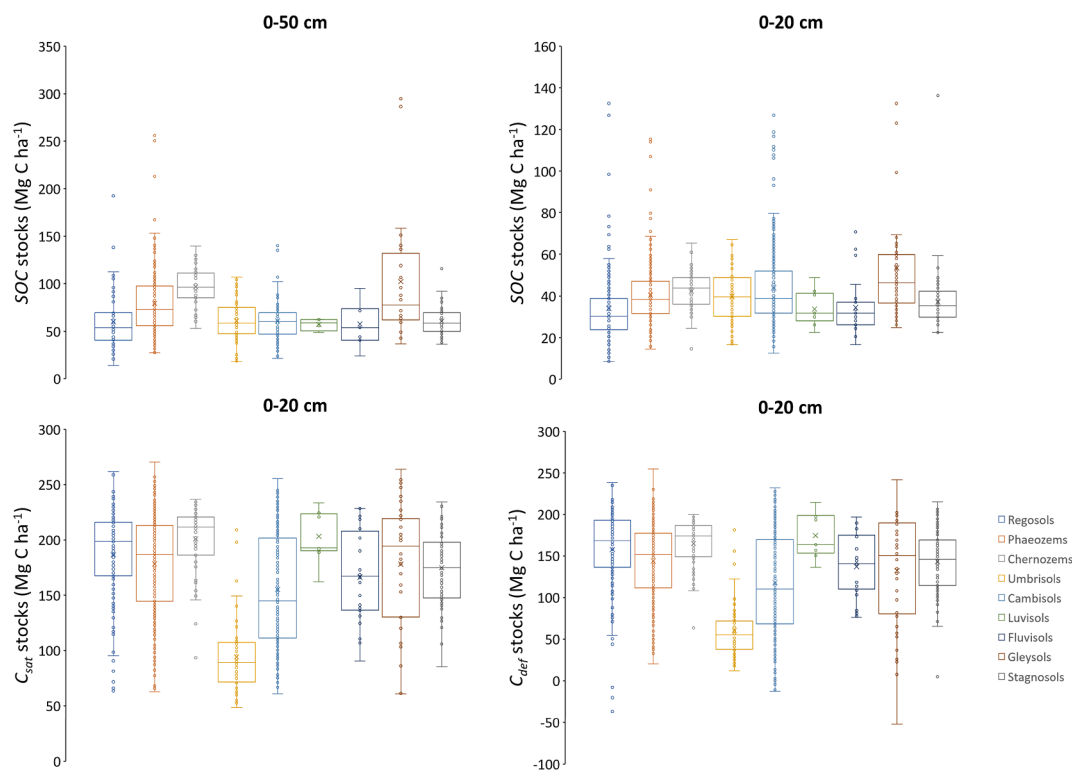 0-50 cm
SOC stocks (Mg C ha⁻¹)
350
300
250
200
150
100
50
0
0-20 cm
SOC stocks (Mg C ha⁻¹)
160
140
120
100
80
60
40
20
0
0-20 cm
C_sat stocks (Mg C ha⁻¹)
300
250
200
150
100
50
0
0-20 cm
C_def stocks (Mg C ha⁻¹)
300
250
200
150
100
50
0
-50
-100
Regosols
Phaeozems
Chernozems
Umbrisols
Cambisols
Luvisols
Fluvisols
Gleysols
Stagnosols